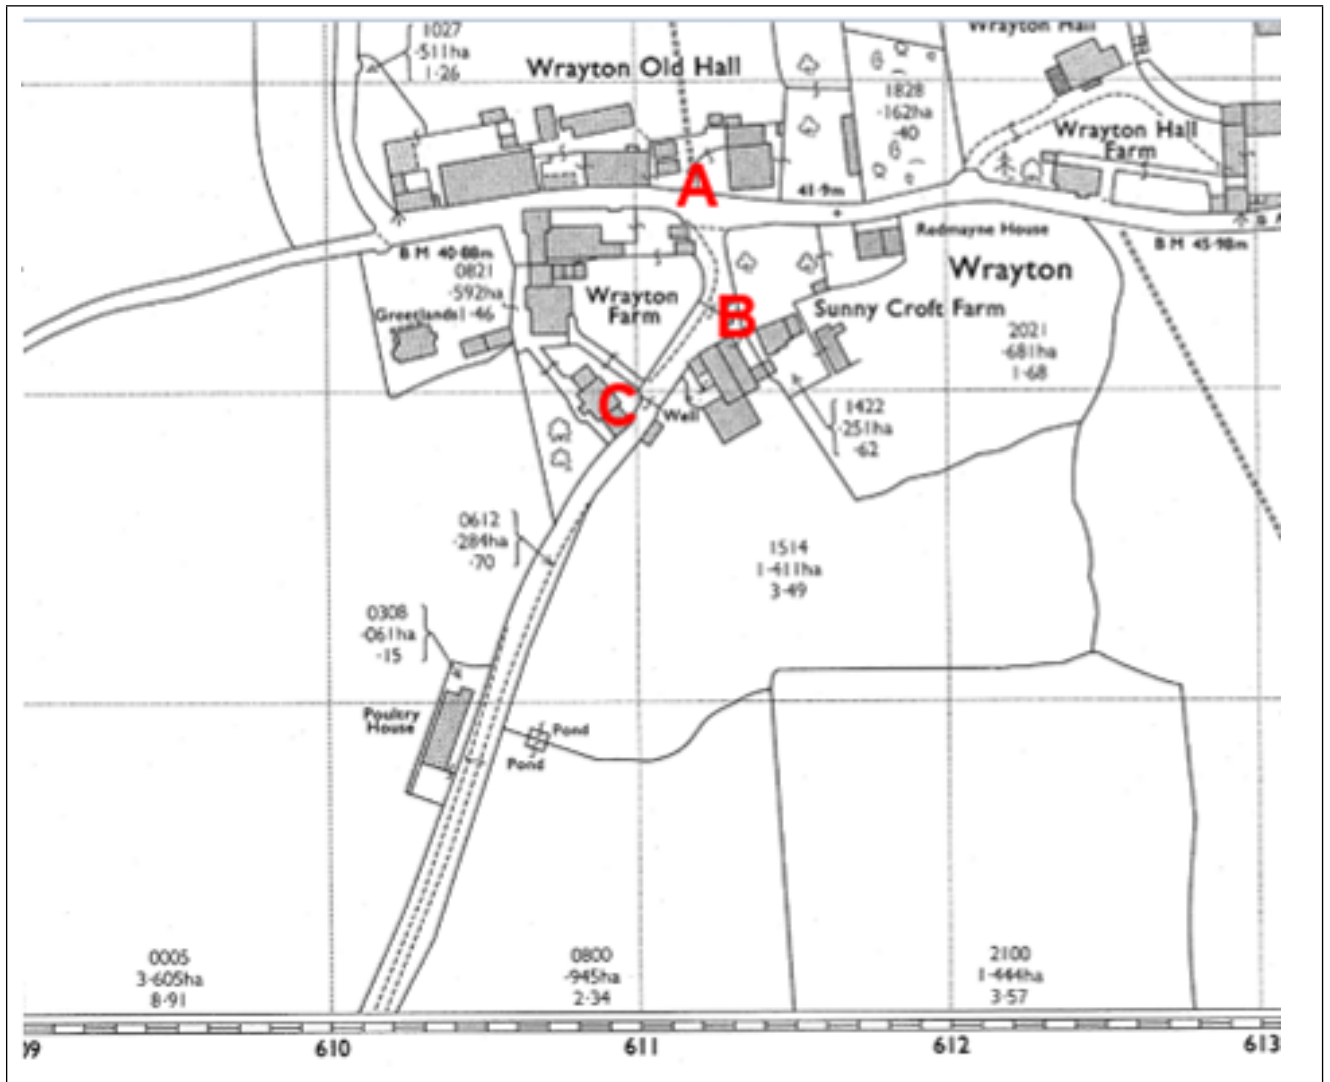 1027
·511ha
1·26
Wrayton Old Hall
Wrayton Hall
1828
·162ha
·40
Wrayton Hall
Farm
A
41·9m
B M 40·88m
Redmayne House
B M 45·98m
0821
·592ha
1·46
Greetlands
Wrayton
Farm
B
Wrayton
Sunny Croft Farm
2021
·681ha
1·68
C
Well
1422
·251ha
·62
0612
·284ha
·70
1514
1·411ha
3·49
0308
·061ha
·15
Poultry
House
Pond
Pond
0005
3·605ha
8·91
0800
·945ha
2·34
2100
1·444ha
3·57
09
610
611
612
613